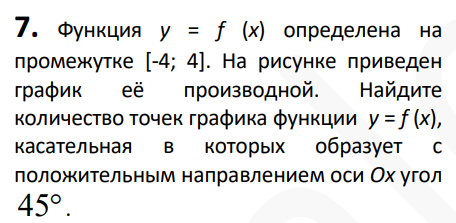 7. Функция y = f (x) определена на
промежутке [-4; 4]. На рисунке приведен
график её производной. Найдите
количество точек графика функции y = f (x),
касательная в которых образует с
положительным направлением оси Ox угол
45°.